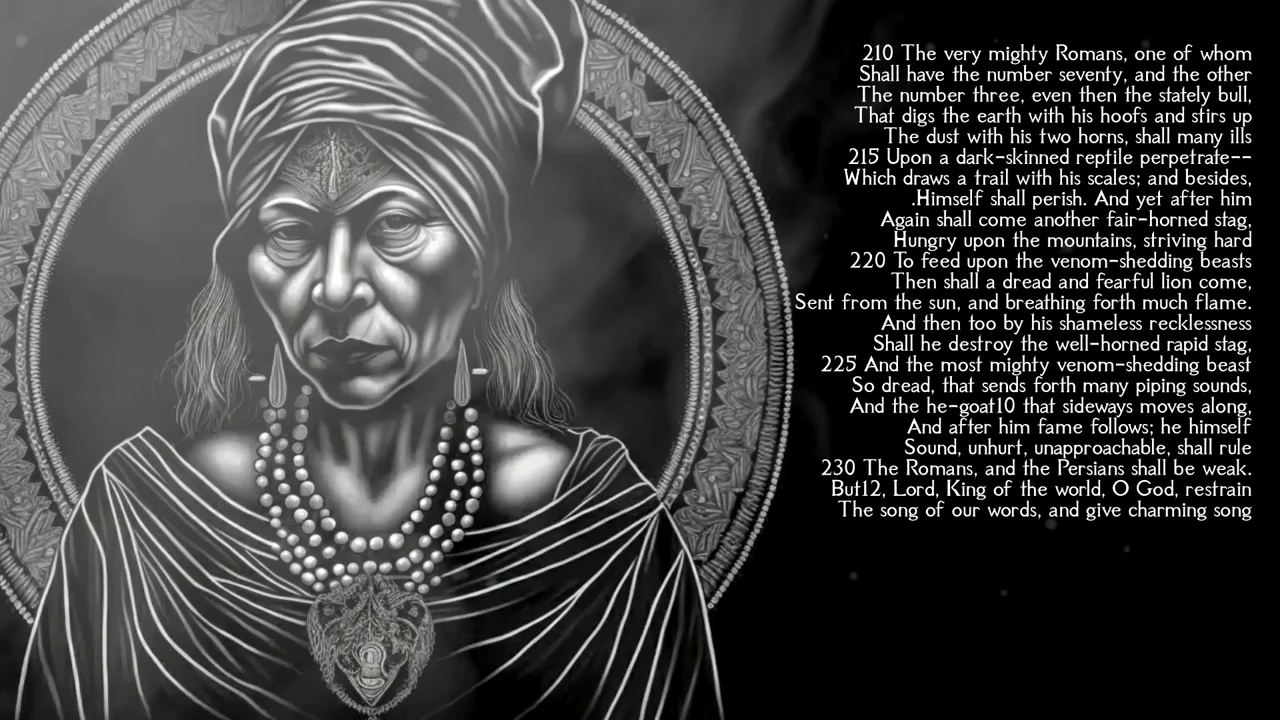 210 The very mighty Romans, one of whom
Shall have the number seventy, and the other
The number three, even then the stately bull,
That digs the earth with his hoofs and stirs up
The dust with his two horns, shall many ills
215 Upon a dark-skinned reptile perpetrate--
Which draws a trail with his scales; and besides,
.Himself shall perish. And yet after him
Again shall come another fair-horned stag,
Hungry upon the mountains, striving hard
220 To feed upon the venom-shedding beasts
Then shall a dread and fearful lion come,
Sent from the sun, and breathing forth much flame.
And then too by his shameless recklessness
Shall he destroy the well-horned rapid stag,
225 And the most mighty venom-shedding beast
So dread, that sends forth many piping sounds,
And the he-goat10 that sideways moves along,
And after him fame follows; he himself
Sound, unhurt, unapproachable, shall rule
230 The Romans, and the Persians shall be weak.
But12, Lord, King of the world, O God, restrain
The song of our words, and give charming song